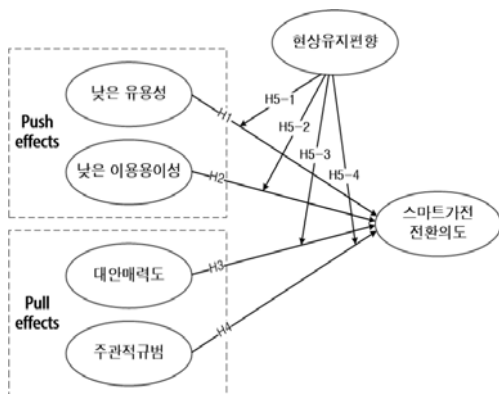 현상유지편향
낮은 유용성
Push
effects
낮은 이용용이성
H1
H2
H5-1
H5-2
H5-3
H5-4
스마트가전
전환의도
대안매력도
Pull
effects
주관적규범
H3
H4